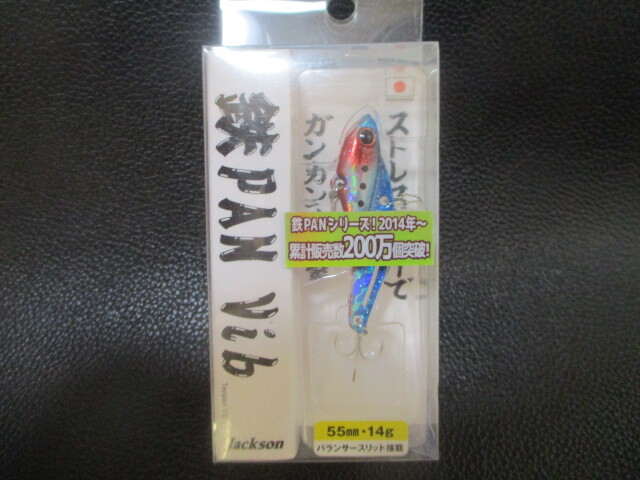 鉄PAN Vib
Jackson
ストレス
で
ガンガン
鉄PANシリーズ!2014年〜
累計販売数200万個突破!
55mm・14g
バランサースリット搭載